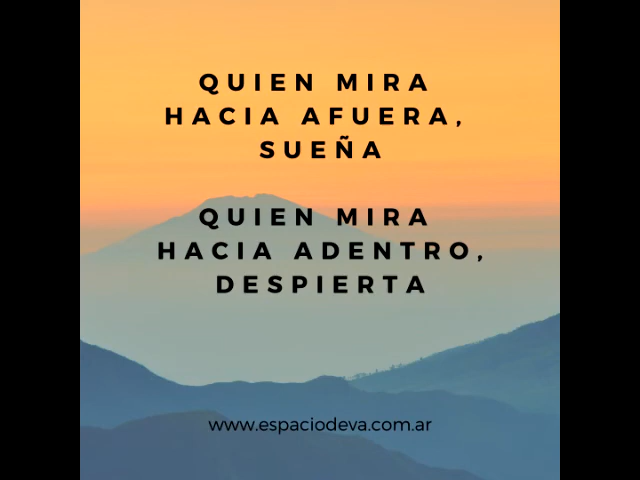 QUIEN MIRA
HACIA AFUERA,
SUEÑA
QUIEN MIRA
HACIA ADENTRO,
DESPIERTA
www.espaciodeva.com.ar